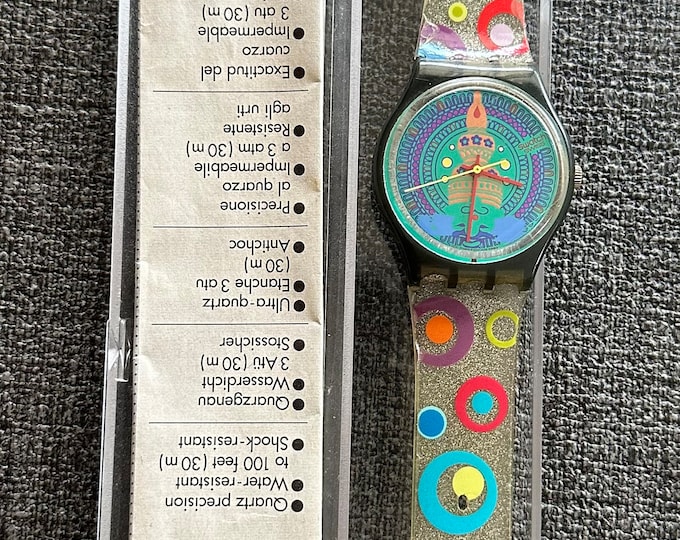 ● Quartz precision
● Water-resistant
to 100 feet (30 m)
● Shock-resistant
● Quarzgenau
● Wasserdicht
3 Atü (30 m)
● Stossicher
● Ultra-quartz
● Etanche 3 atu
(30 m)
● Antichoc
● Precisione
al quarzo
● Impermeabile
a 3 atm (30 m)
● Resistente
agli urti
● Exactitud del
cuarzo
● Impermeable
3 atu (30 m)
swatch